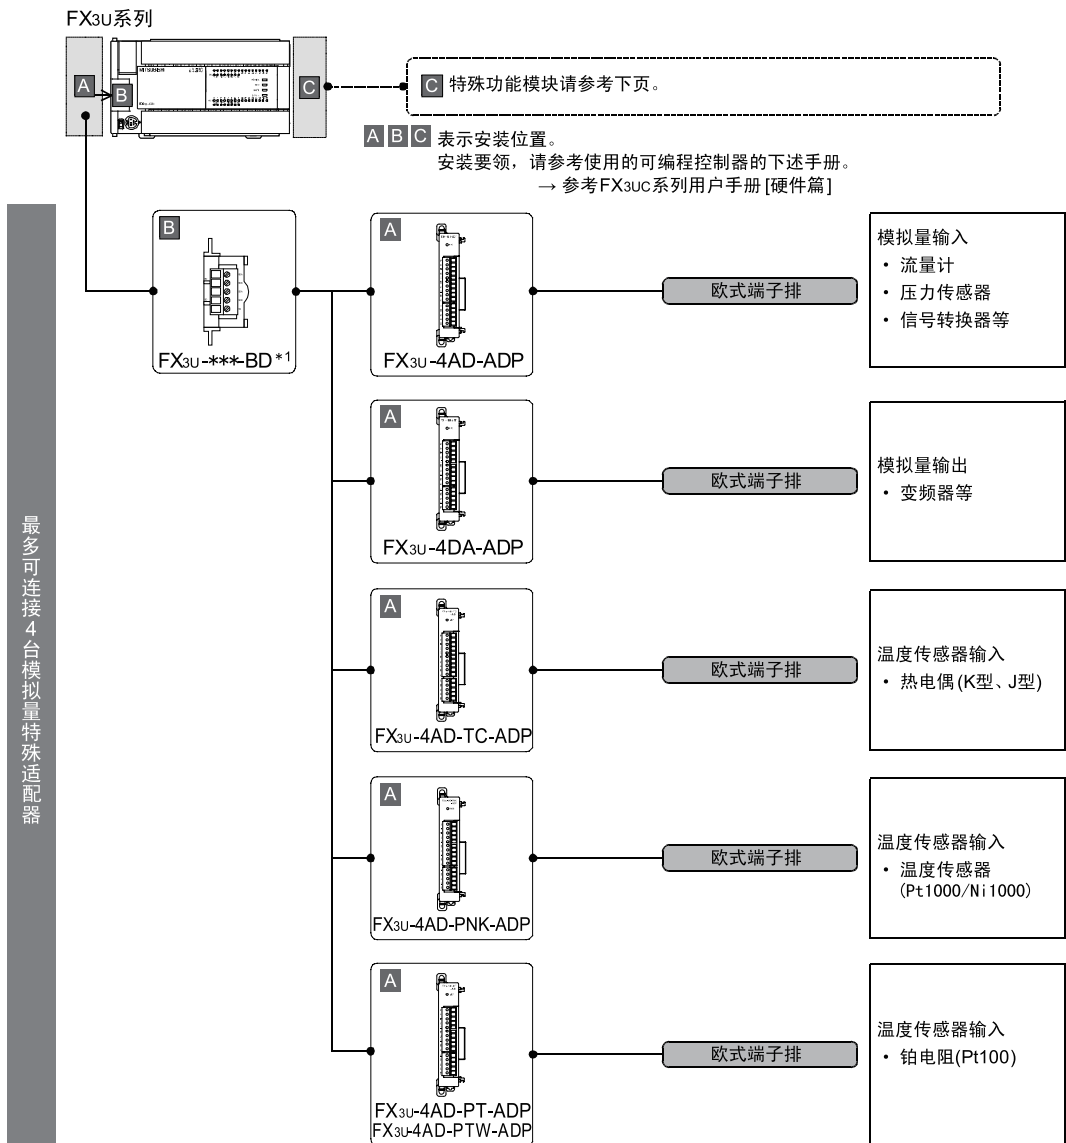 FX3U系列
MITSUBISHI
A
B
C
C 特殊功能模块请参考下页。
A B C 表示安装位置。
安装要领，请参考使用的可编程控制器的下述手册。
→ 参考FX3UC系列用户手册[硬件篇]
最多可连接4台模拟量特殊适配器
B
FX3U-***-BD *1
A
FX3U-4AD-ADP
欧式端子排
模拟量输入
• 流量计
• 压力传感器
• 信号转换器等
A
FX3U-4DA-ADP
欧式端子排
模拟量输出
• 变频器等
A
FX3U-4AD-TC-ADP
欧式端子排
温度传感器输入
• 热电偶(K型、J型)
A
FX3U-4AD-PNK-ADP
欧式端子排
温度传感器输入
• 温度传感器
(Pt1000/Ni1000)
A
FX3U-4AD-PT-ADP
FX3U-4AD-PTW-ADP
欧式端子排
温度传感器输入
• 铂电阻(Pt100)